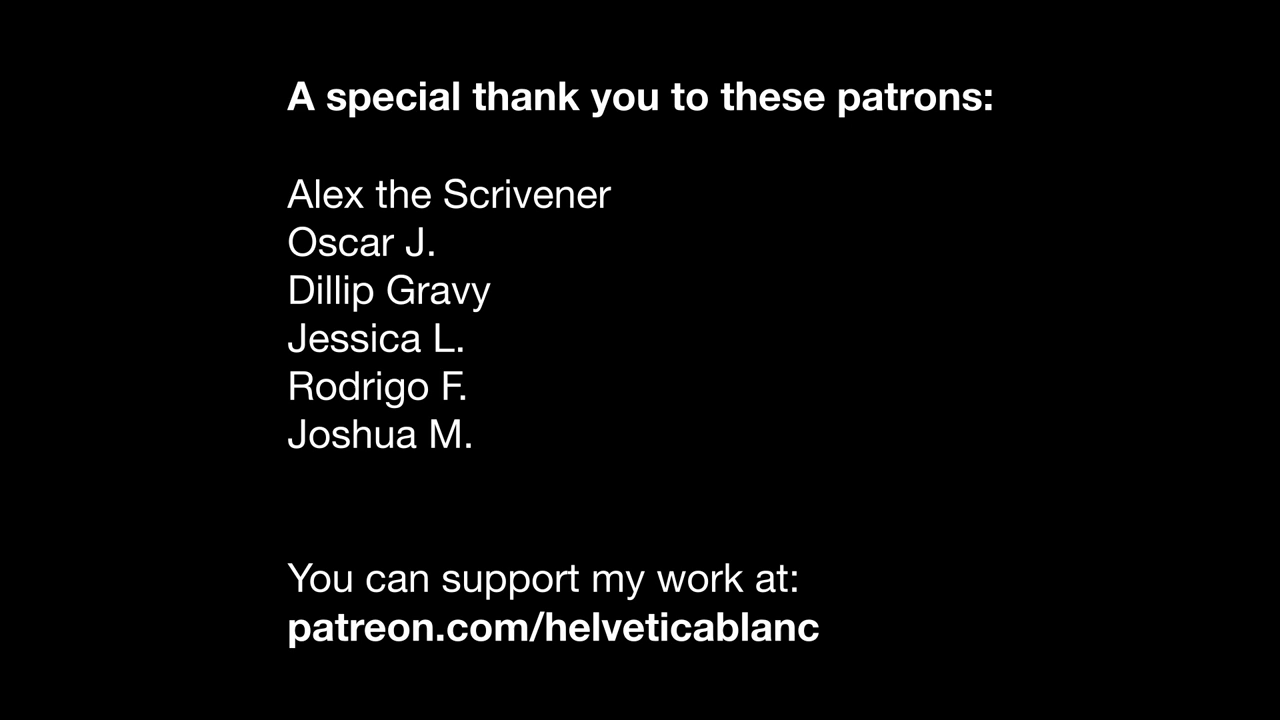 A special thank you to these patrons:
Alex the Scrivener
Oscar J.
Dillip Gravy
Jessica L.
Rodrigo F.
Joshua M.
You can support my work at:
patreon.com/helveticablanc